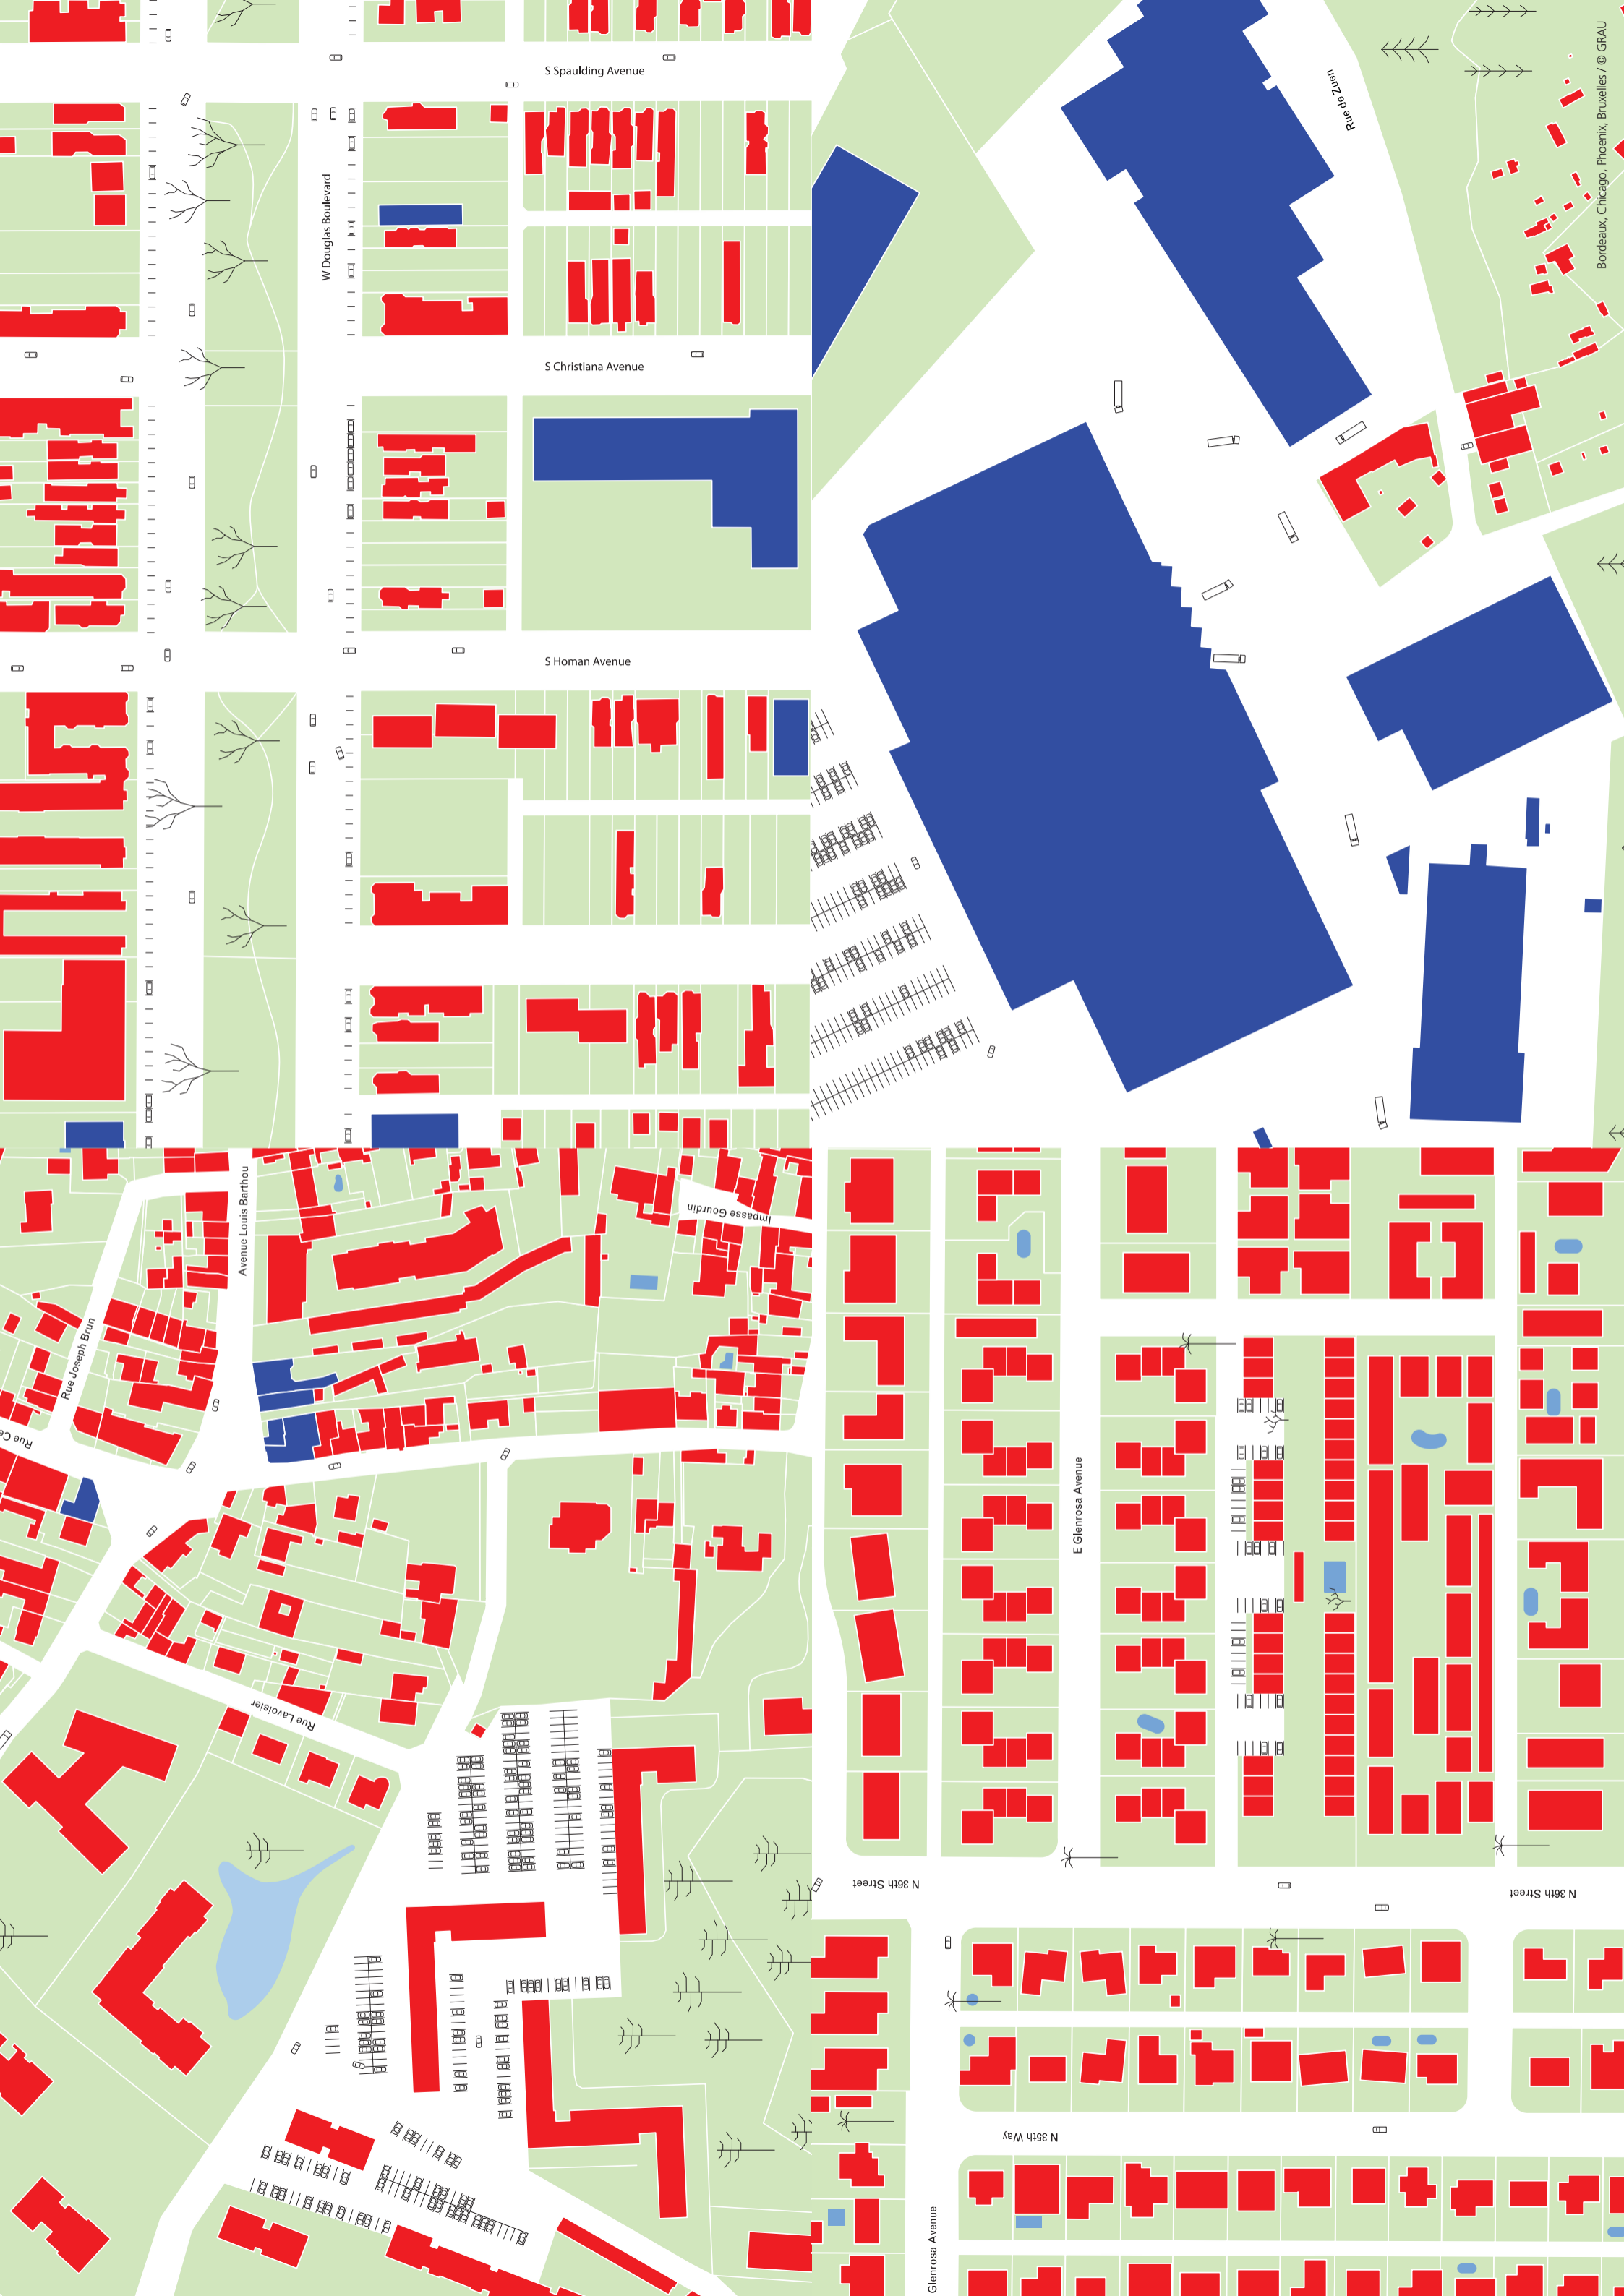 S Spaulding Avenue
Rue de Zuen
Bordeaux, Chicago, Phoenix, Bruxelles / © GRAU
W Douglas Boulevard
S Christiana Avenue
S Homan Avenue
Avenue Louis Barthou
Impasse Gourdin
Rue Joseph Brun
Rue Ce
E Glenrosa Avenue
Rue Lavoisier
N 36th Street
N 36th Street
N 35th Way
Glenrosa Avenue